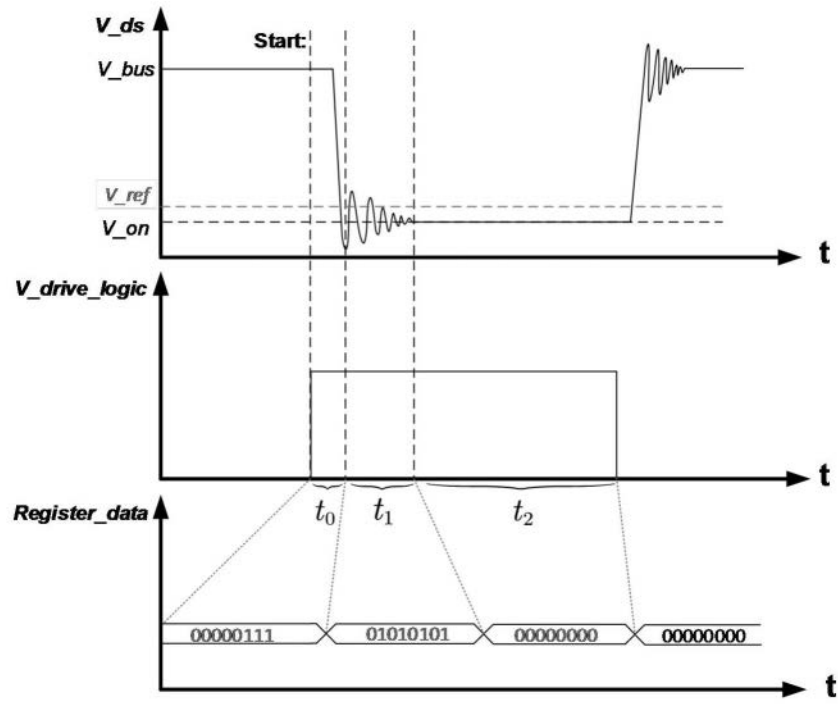 V_ds
Start:
V_bus
V_ref
V_on
t
V_drive_logic
t
t₀ t₁ t₂
Register_data
00000111 01010101 00000000 00000000
t